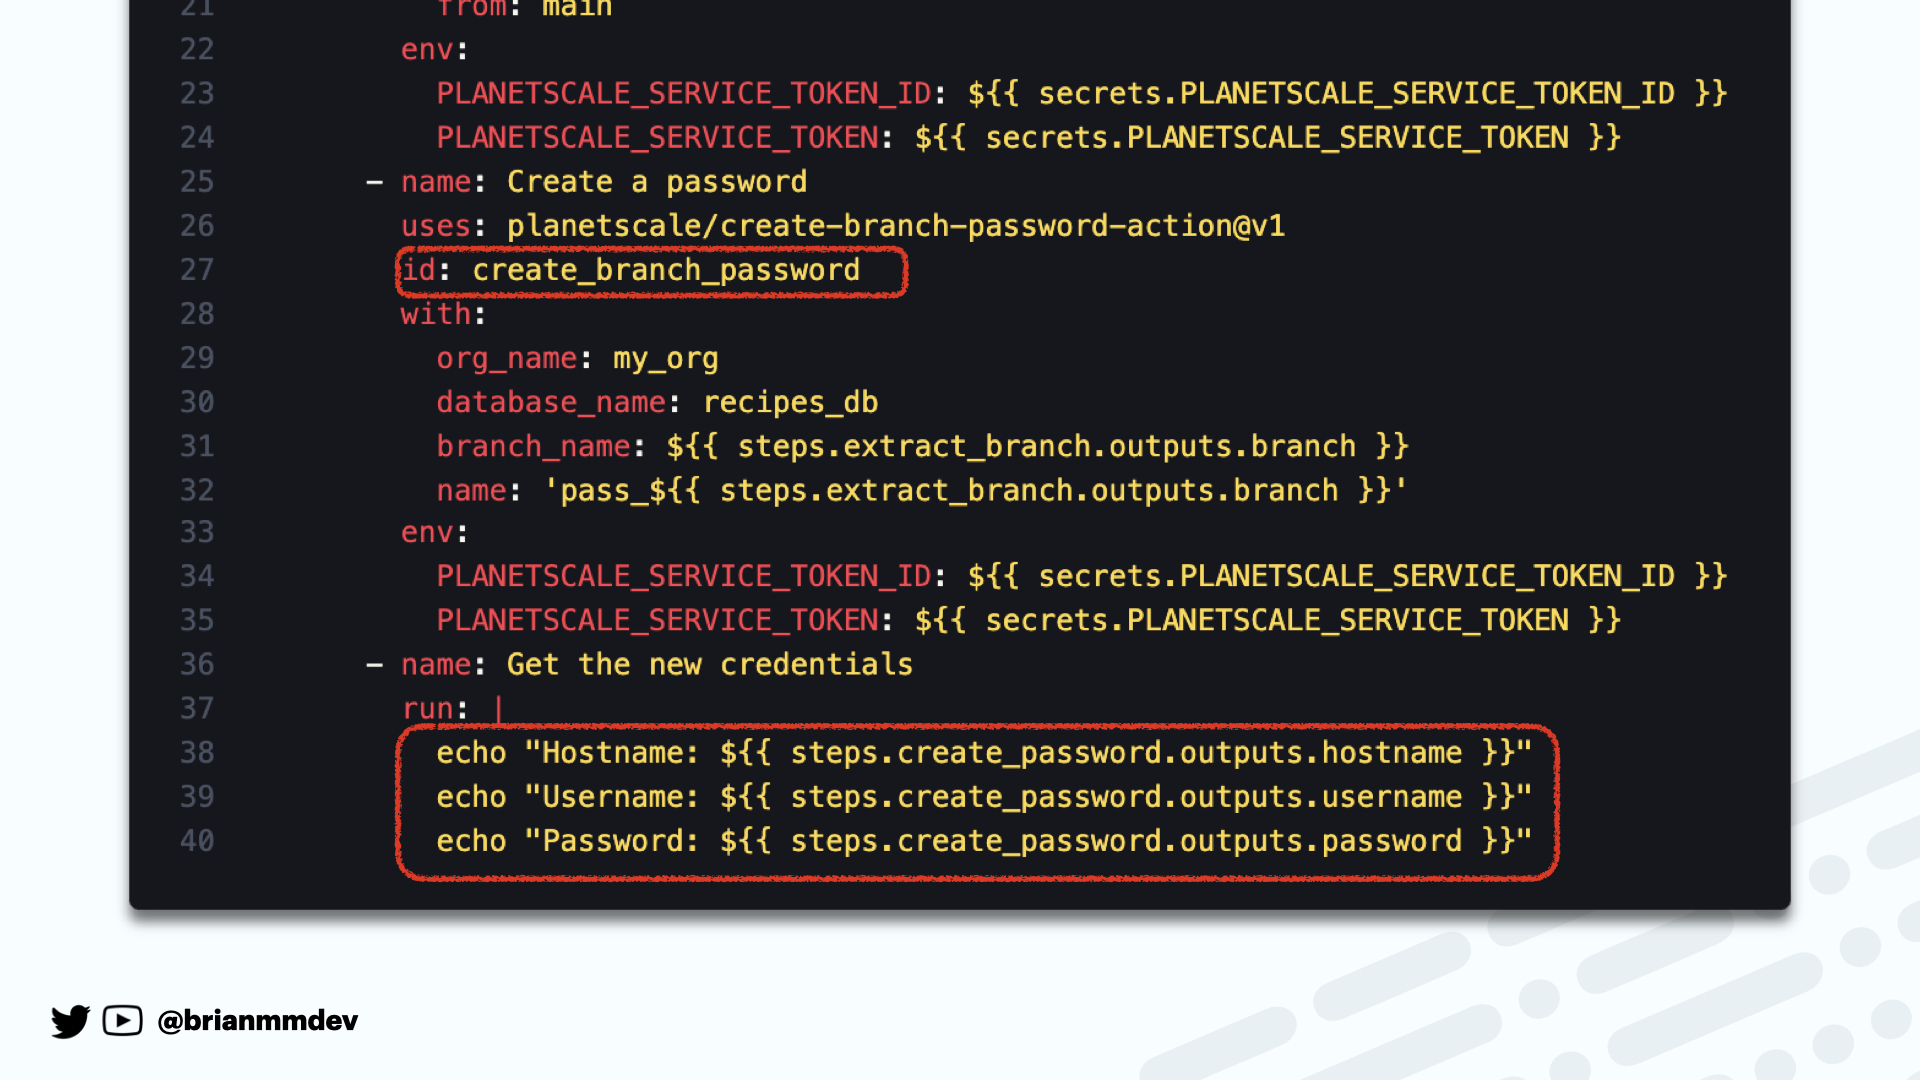 21 from: main
22 env:
23 PLANETSCALE_SERVICE_TOKEN_ID: ${{ secrets.PLANETSCALE_SERVICE_TOKEN_ID }}
24 PLANETSCALE_SERVICE_TOKEN: ${{ secrets.PLANETSCALE_SERVICE_TOKEN }}
25 - name: Create a password
26 uses: planetscale/create-branch-password-action@v1
27 id: create_branch_password
28 with:
29 org_name: my_org
30 database_name: recipes_db
31 branch_name: ${{ steps.extract_branch.outputs.branch }}
32 name: 'pass_${{ steps.extract_branch.outputs.branch }}'
33 env:
34 PLANETSCALE_SERVICE_TOKEN_ID: ${{ secrets.PLANETSCALE_SERVICE_TOKEN_ID }}
35 PLANETSCALE_SERVICE_TOKEN: ${{ secrets.PLANETSCALE_SERVICE_TOKEN }}
36 - name: Get the new credentials
37 run: |
38 echo "Hostname: ${{ steps.create_password.outputs.hostname }}"
39 echo "Username: ${{ steps.create_password.outputs.username }}"
40 echo "Password: ${{ steps.create_password.outputs.password }}"
@brianmmdev